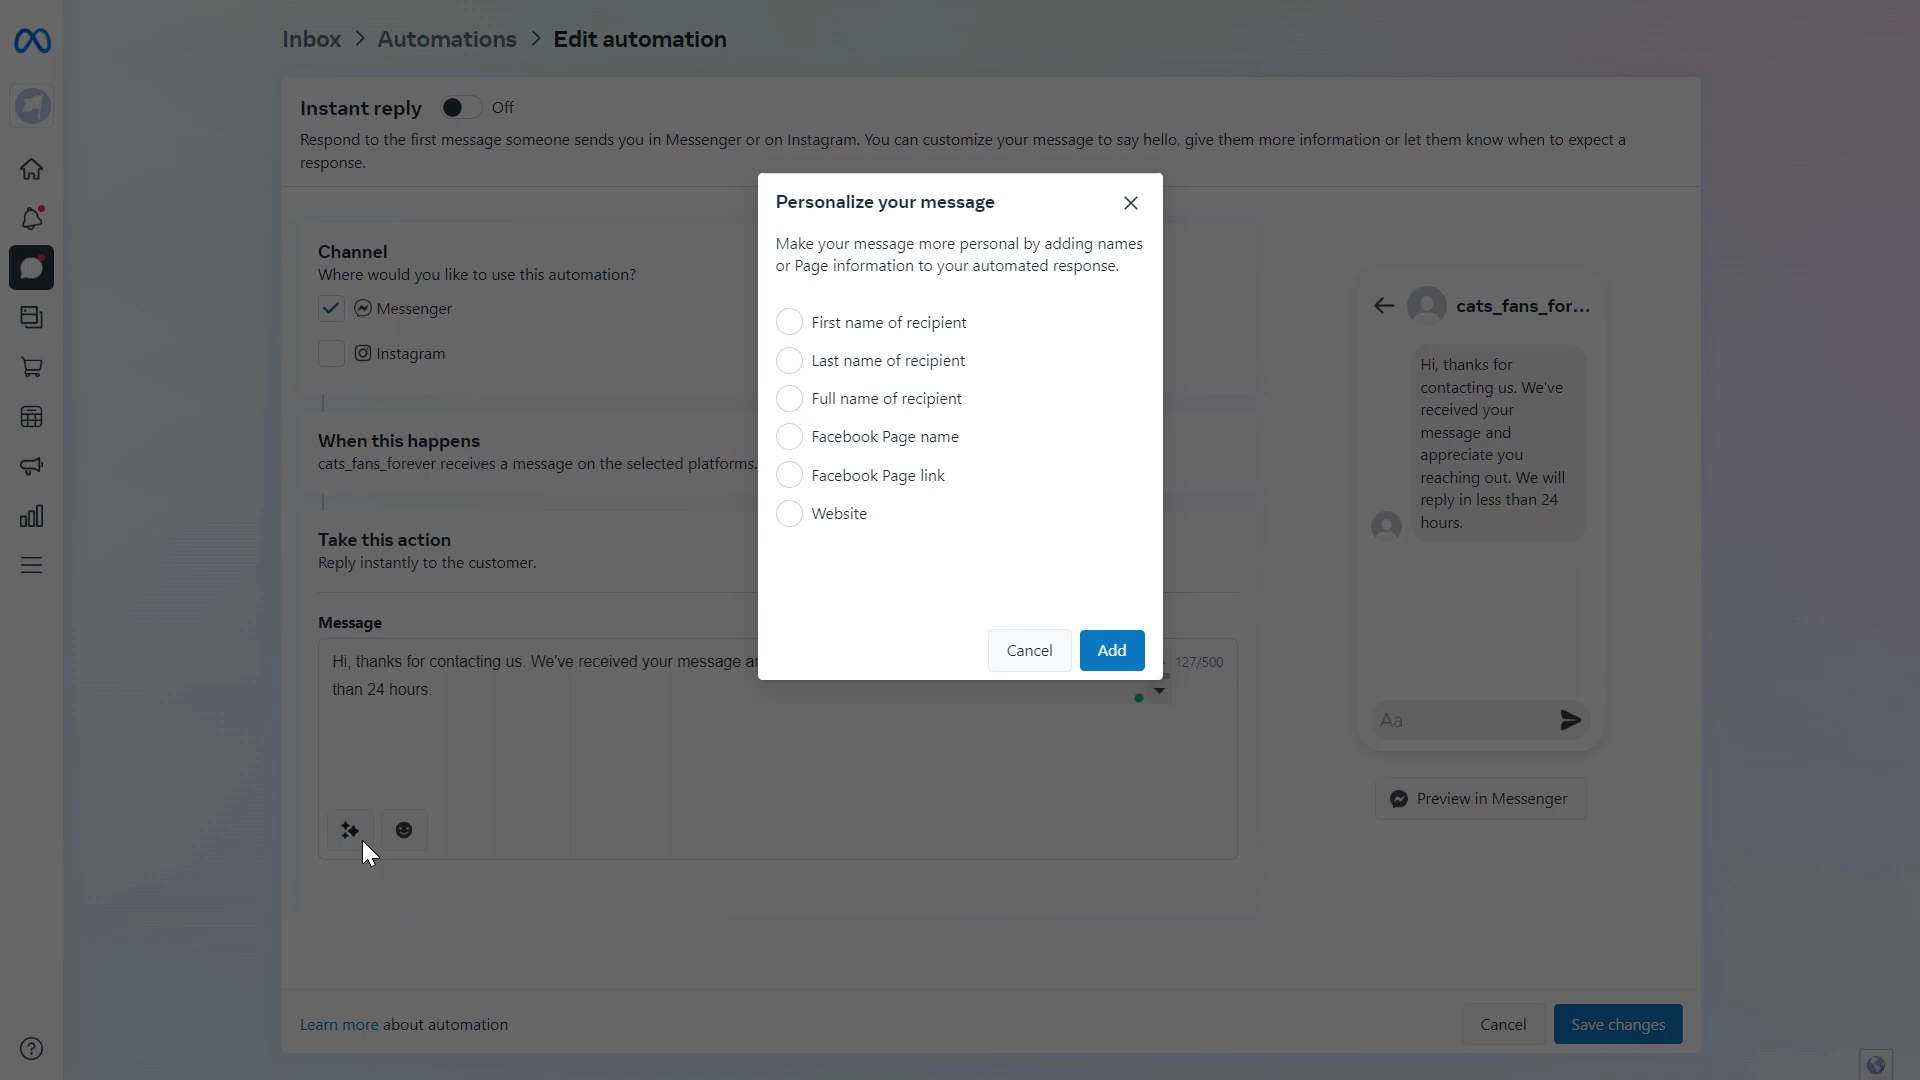 Inbox > Automations > Edit automation
Instant reply Off
Respond to the first message someone sends you in Messenger or on Instagram. You can customize your message to say hello, give them more information or let them know when to expect a
response.
Channel
Where would you like to use this automation?
Messenger
Instagram
When this happens
cats_fans_forever receives a message on the selected platforms.
Take this action
Reply instantly to the customer.
Message
Hi, thanks for contacting us. We've received your message
than 24 hours.
127/500
Personalize your message
Make your message more personal by adding names
or Page information to your automated response.
First name of recipient
Last name of recipient
Full name of recipient
Facebook Page name
Facebook Page link
Website
Cancel
Add
cats_fans_for...
Hi, thanks for
contacting us. We've
received your
message and
appreciate you
reaching out. We will
reply in less than 24
hours.
Aa
Preview in Messenger
Learn more about automation
Cancel
Save changes